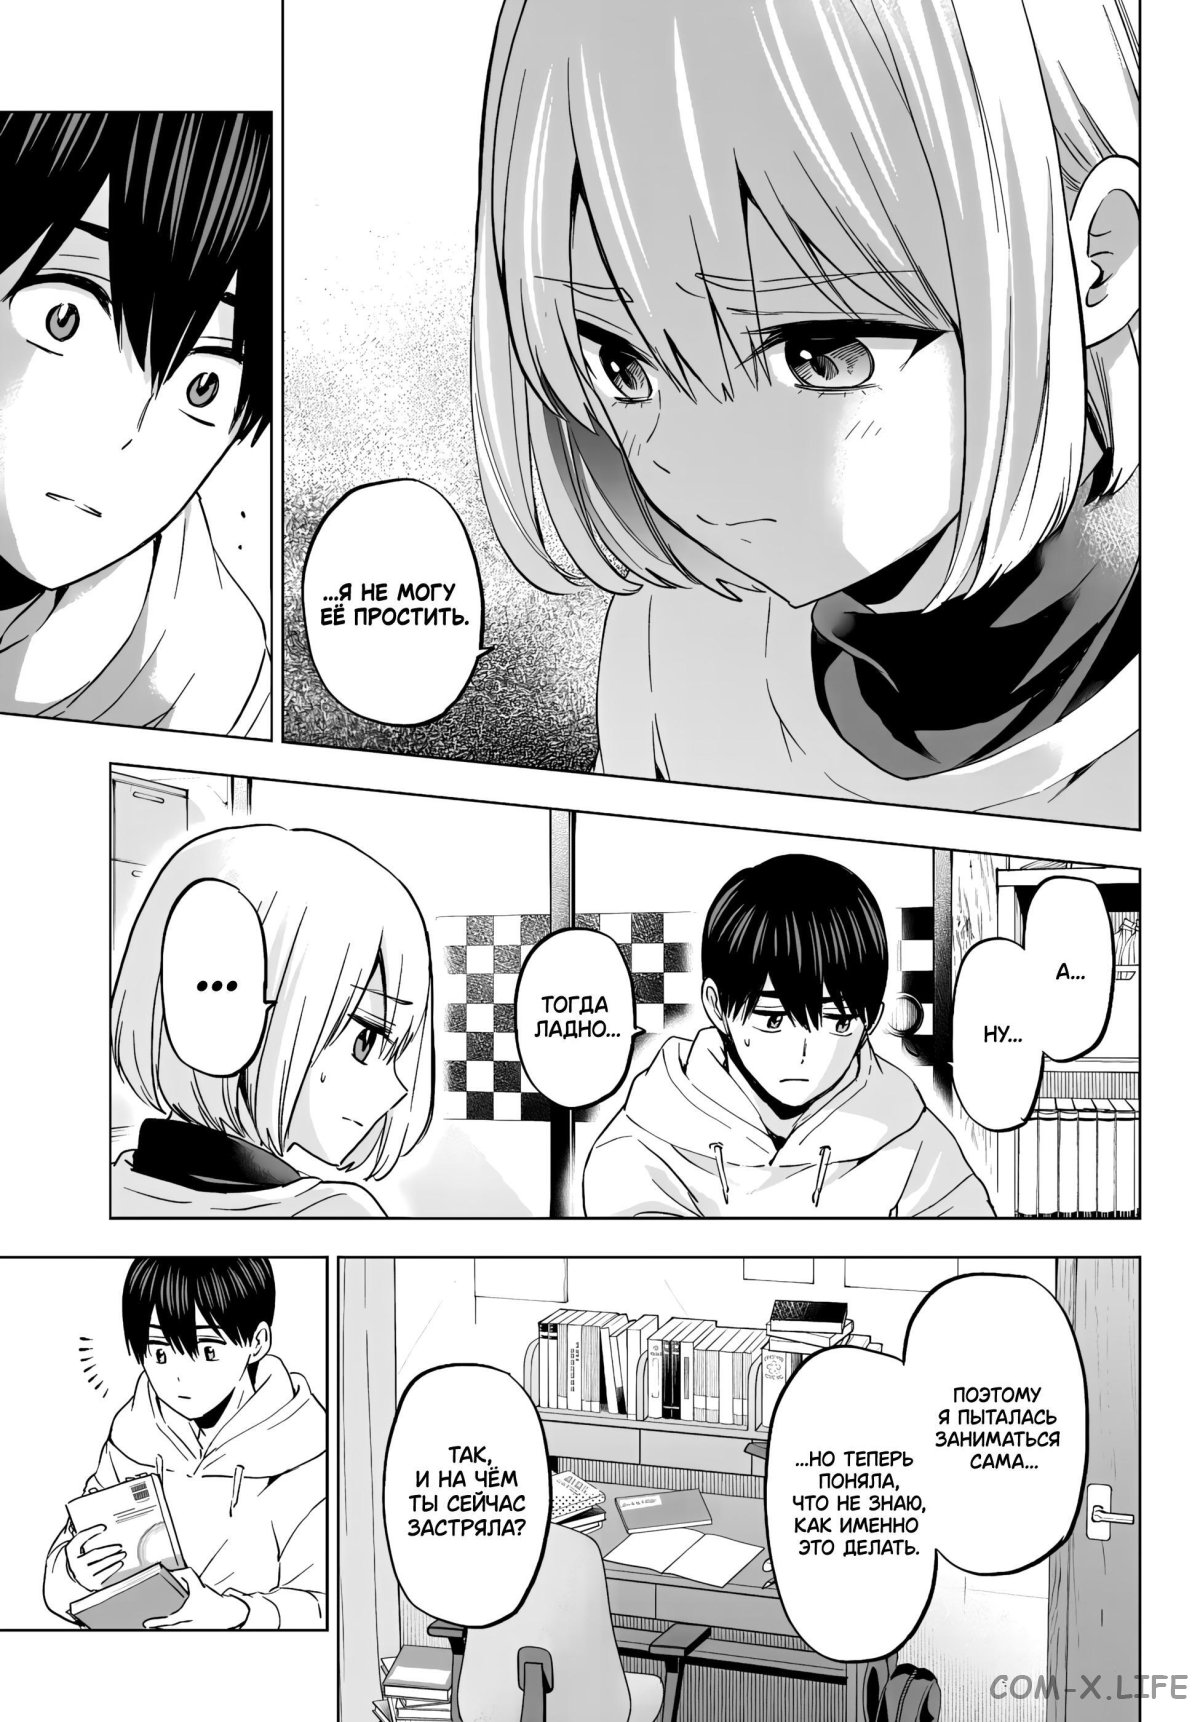 ...Я НЕ МОГУ
ЕЁ ПРОСТИТЬ.
А...
НУ...
ТОГДА
ЛАДНО...
...
ПОЭТОМУ
Я ПЫТАЛАСЬ
ЗАНИМАТЬСЯ
САМА...
...НО ТЕПЕРЬ
ПОНЯЛА,
ЧТО НЕ ЗНАЮ,
КАК ИМЕННО
ЭТО ДЕЛАТЬ.
ТАК,
И НА ЧЁМ
ТЫ СЕЙЧАС
ЗАСТРЯЛА?
COM-X.LIFE